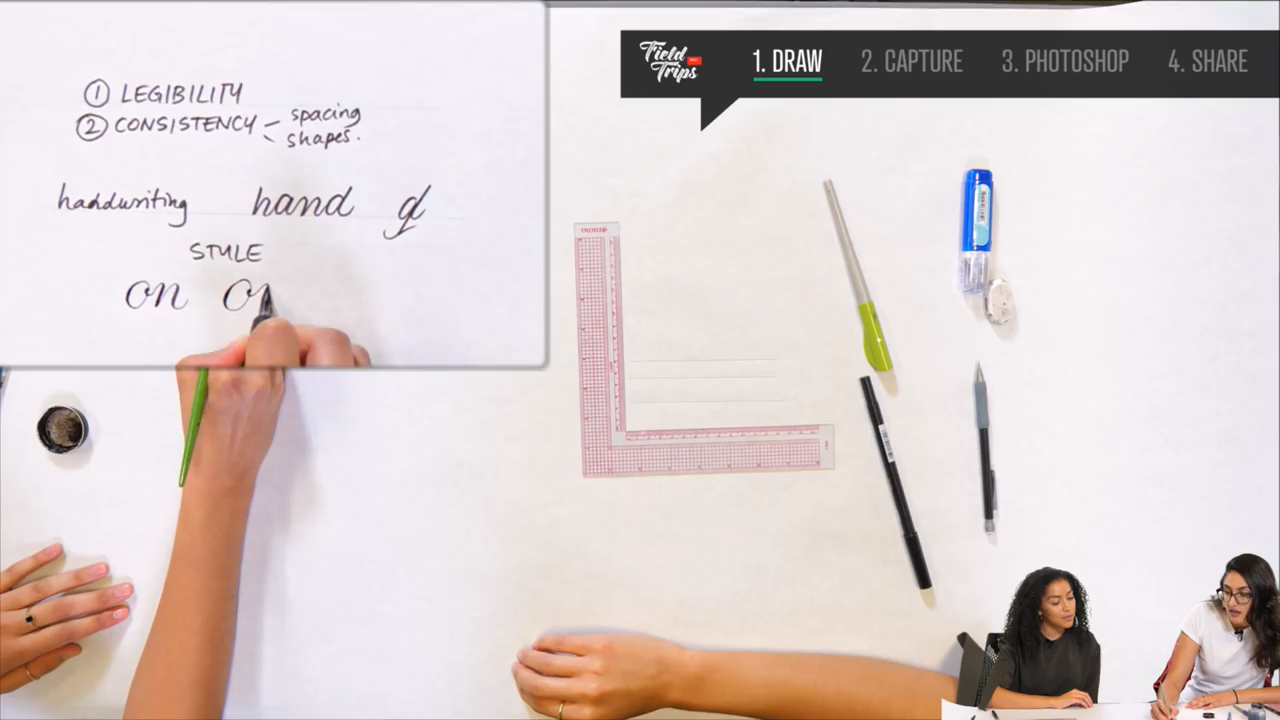 ① LEGIBILITY
② CONSISTENCY - spacing
- shapes.
handwriting hand g
STYLE
on on
Field Trips
1. DRAW 2. CAPTURE 3. PHOTOSHOP 4. SHARE